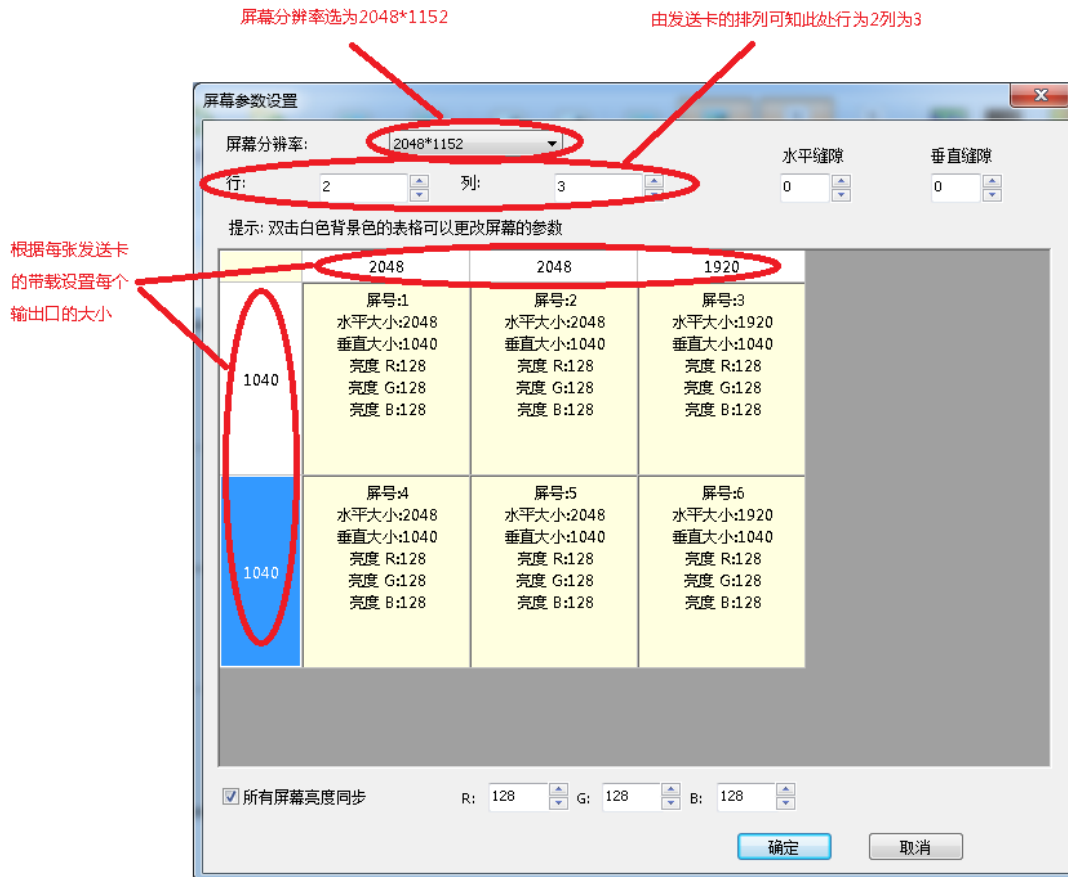 屏幕分辨率选为2048*1152
由发送卡的排列可知此处行为2列为3
屏幕参数设置
屏幕分辨率:
2048*1152
水平缝隙
垂直缝隙
行:
2
列:
3
0
0
提示: 双击白色背景色的表格可以更改屏幕的参数
根据每张发送卡
的带载设置每个
输出口的大小
2048
2048
1920
1040
屏号:1
水平大小:2048
垂直大小:1040
亮度 R:128
亮度 G:128
亮度 B:128
屏号:2
水平大小:2048
垂直大小:1040
亮度 R:128
亮度 G:128
亮度 B:128
屏号:3
水平大小:1920
垂直大小:1040
亮度 R:128
亮度 G:128
亮度 B:128
1040
屏号:4
水平大小:2048
垂直大小:1040
亮度 R:128
亮度 G:128
亮度 B:128
屏号:5
水平大小:2048
垂直大小:1040
亮度 R:128
亮度 G:128
亮度 B:128
屏号:6
水平大小:1920
垂直大小:1040
亮度 R:128
亮度 G:128
亮度 B:128
所有屏幕亮度同步
R:
128
G:
128
B:
128
确定
取消